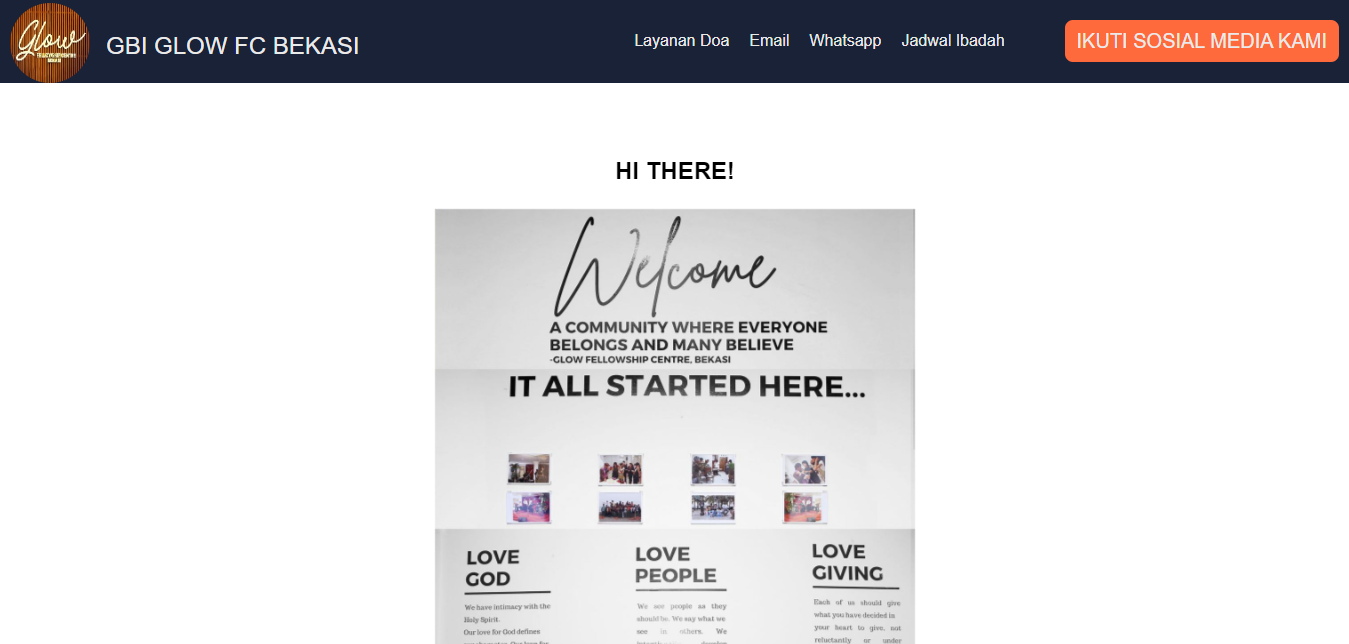 Glow
GBI GLOW FC BEKASI
Layanan Doa
Email
Whatsapp
Jadwal Ibadah
IKUTI SOSIAL MEDIA KAMI
HI THERE!
Welcome
A COMMUNITY WHERE EVERYONE
BELONGS AND MANY BELIEVE
-GLOW FELLOWSHIP CENTRE, BEKASI
IT ALL STARTED HERE...
LOVE
GOD
We have intimacy with the
Holy Spirit.
Our love for God defines
LOVE
PEOPLE
We see people as they
should be. We say what we
see in others. We
LOVE
GIVING
Each of us should give
what you have decided in
your heart to give, not
reluctantly or under